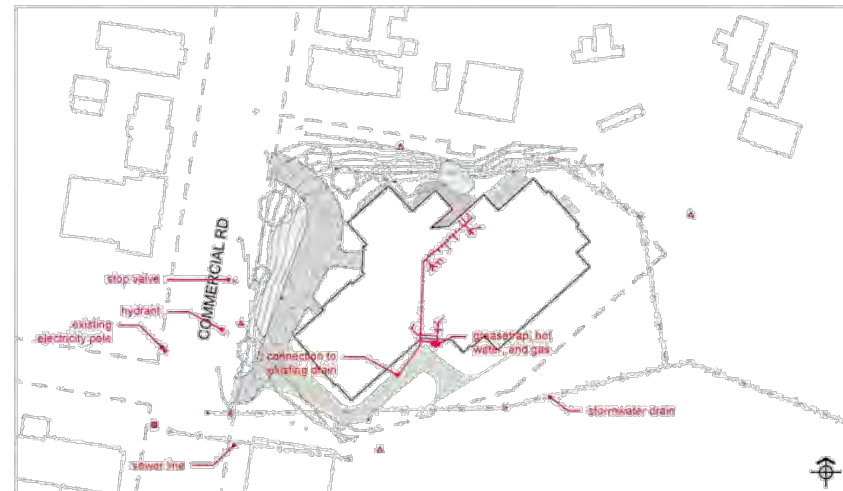 COMMERCIAL RD
stop valve
hydrant
existing
electricity pole
connection to
existing drain
greasetrap, hot
water, and gas
stormwater drain
sewer line